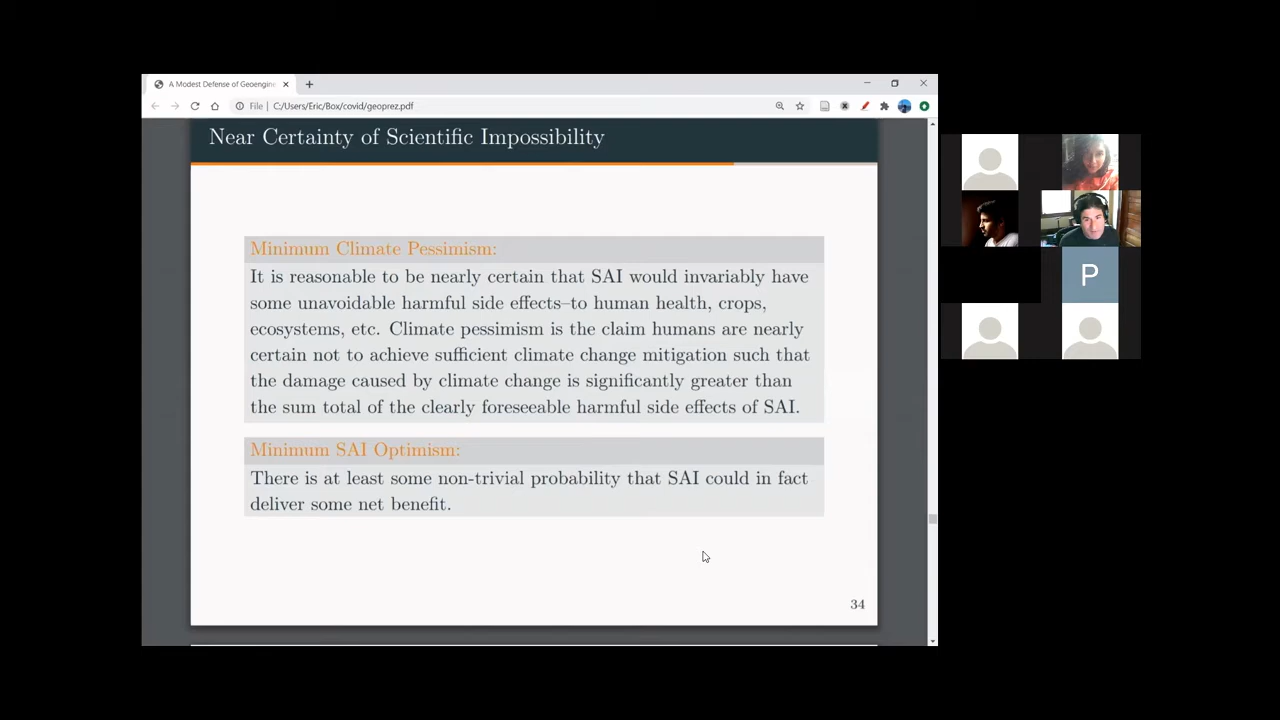 A Modest Defense of Geoengine
File | C:/Users/Eric/Box/covid/geoprez.pdf
Near Certainty of Scientific Impossibility
Minimum Climate Pessimism:
It is reasonable to be nearly certain that SAI would invariably have
some unavoidable harmful side effects–to human health, crops,
ecosystems, etc. Climate pessimism is the claim humans are nearly
certain not to achieve sufficient climate change mitigation such that
the damage caused by climate change is significantly greater than
the sum total of the clearly foreseeable harmful side effects of SAI.
Minimum SAI Optimism:
There is at least some non-trivial probability that SAI could in fact
deliver some net benefit.
34
P